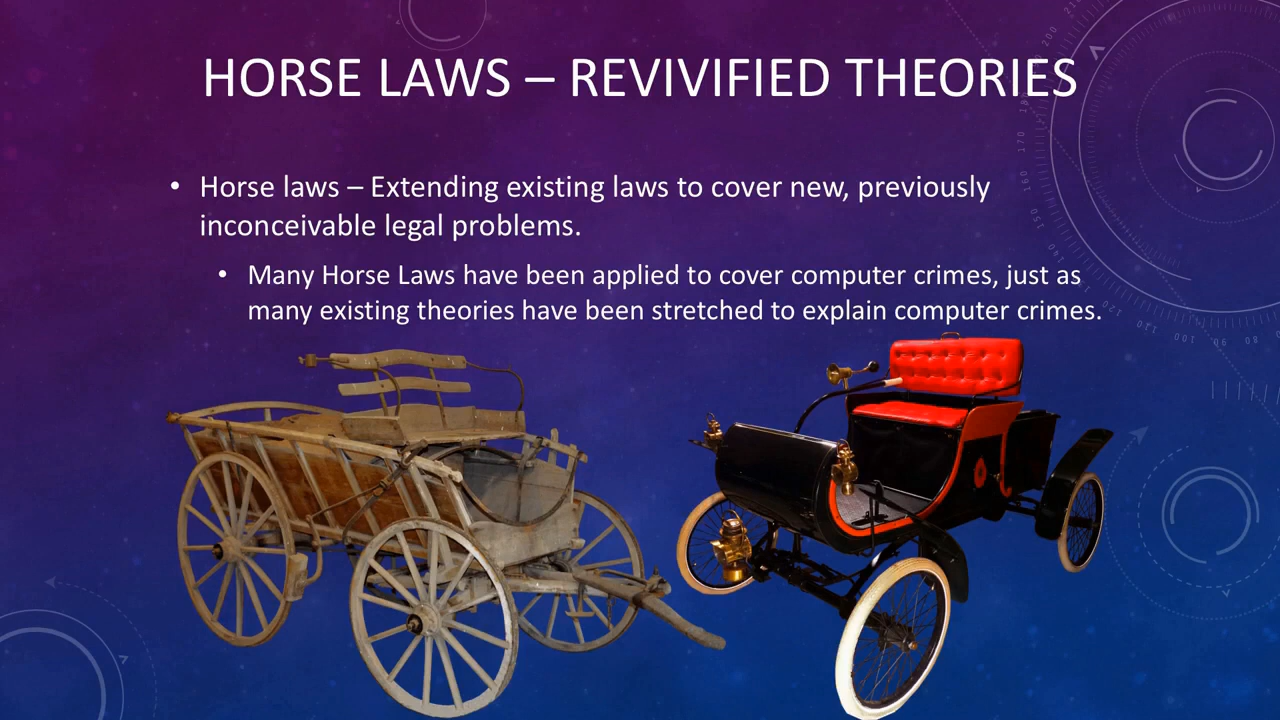 HORSE LAWS – REVIVIFIED THEORIES
• Horse laws – Extending existing laws to cover new, previously
inconceivable legal problems.
• Many Horse Laws have been applied to cover computer crimes, just as
many existing theories have been stretched to explain computer crimes.